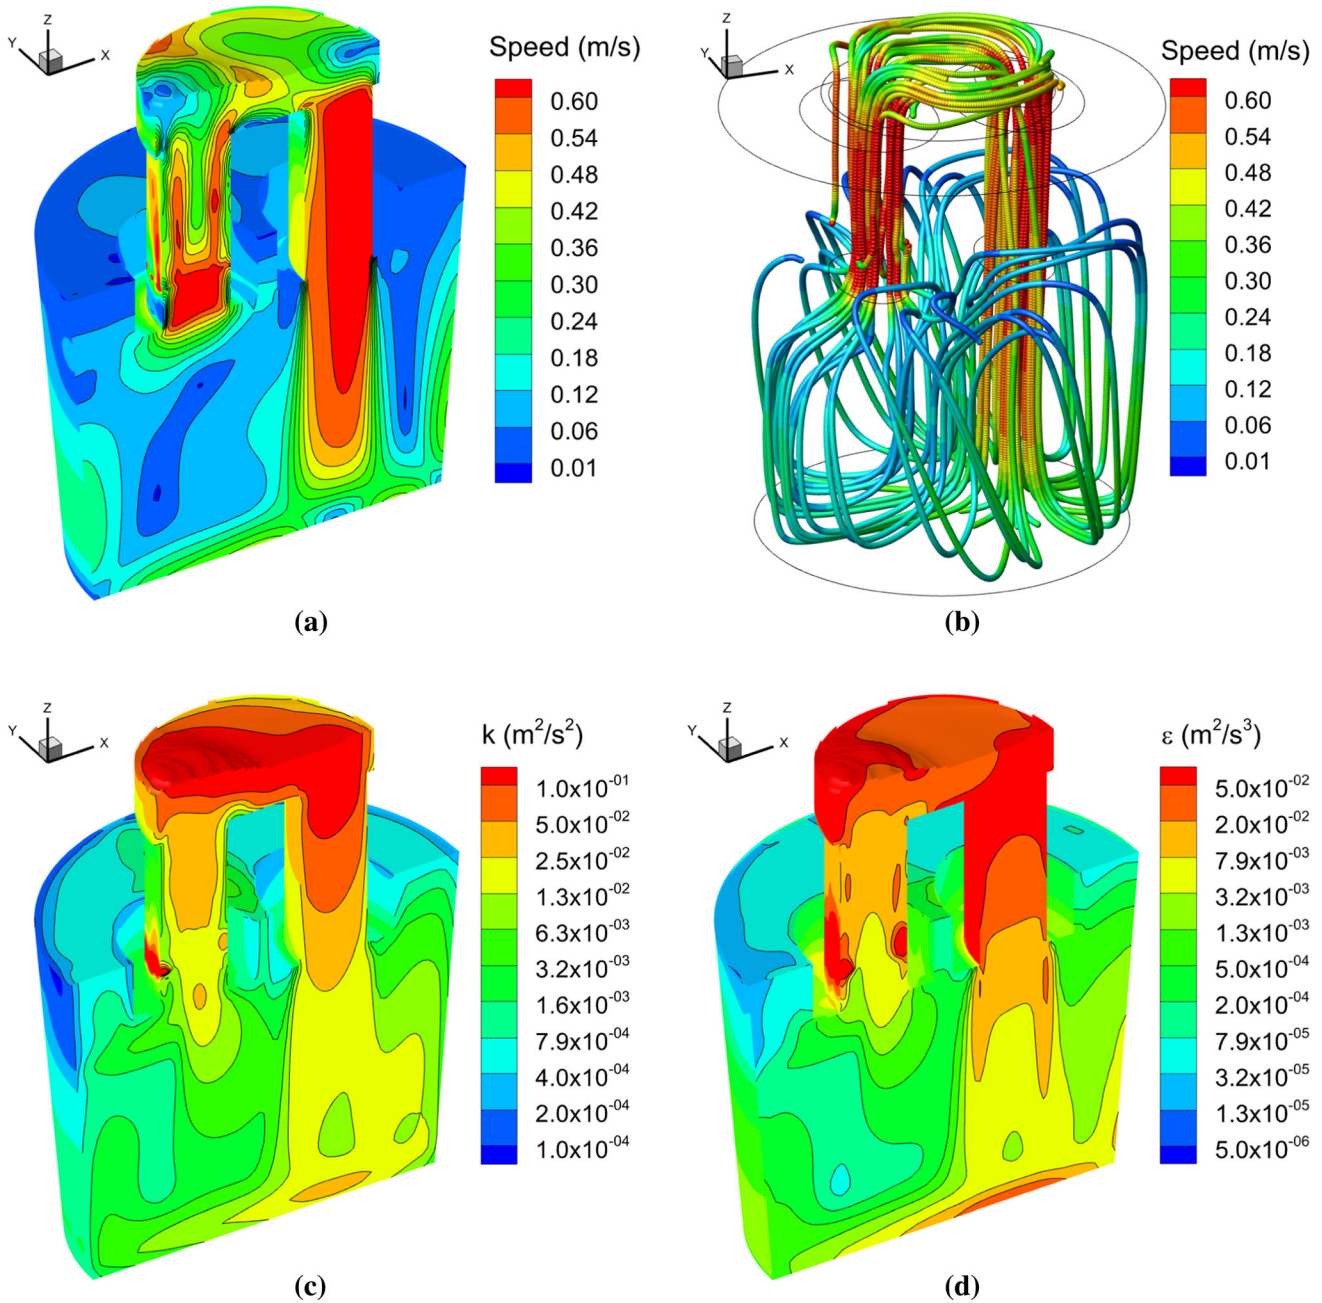 Z
Y
X
Speed (m/s)
0.60
0.54
0.48
0.42
0.36
0.30
0.24
0.18
0.12
0.06
0.01
(a)
Z
Y
X
Speed (m/s)
0.60
0.54
0.48
0.42
0.36
0.30
0.24
0.18
0.12
0.06
0.01
(b)
Z
Y
X
k (m²/s²)
1.0x10⁻⁰¹
5.0x10⁻⁰²
2.5x10⁻⁰²
1.3x10⁻⁰²
6.3x10⁻⁰³
3.2x10⁻⁰³
1.6x10⁻⁰³
7.9x10⁻⁰⁴
4.0x10⁻⁰⁴
2.0x10⁻⁰⁴
1.0x10⁻⁰⁴
(c)
Z
Y
X
ε (m²/s³)
5.0x10⁻⁰²
2.0x10⁻⁰²
7.9x10⁻⁰³
3.2x10⁻⁰³
1.3x10⁻⁰³
5.0x10⁻⁰⁴
2.0x10⁻⁰⁴
7.9x10⁻⁰⁵
3.2x10⁻⁰⁵
1.3x10⁻⁰⁵
5.0x10⁻⁰⁶
(d)